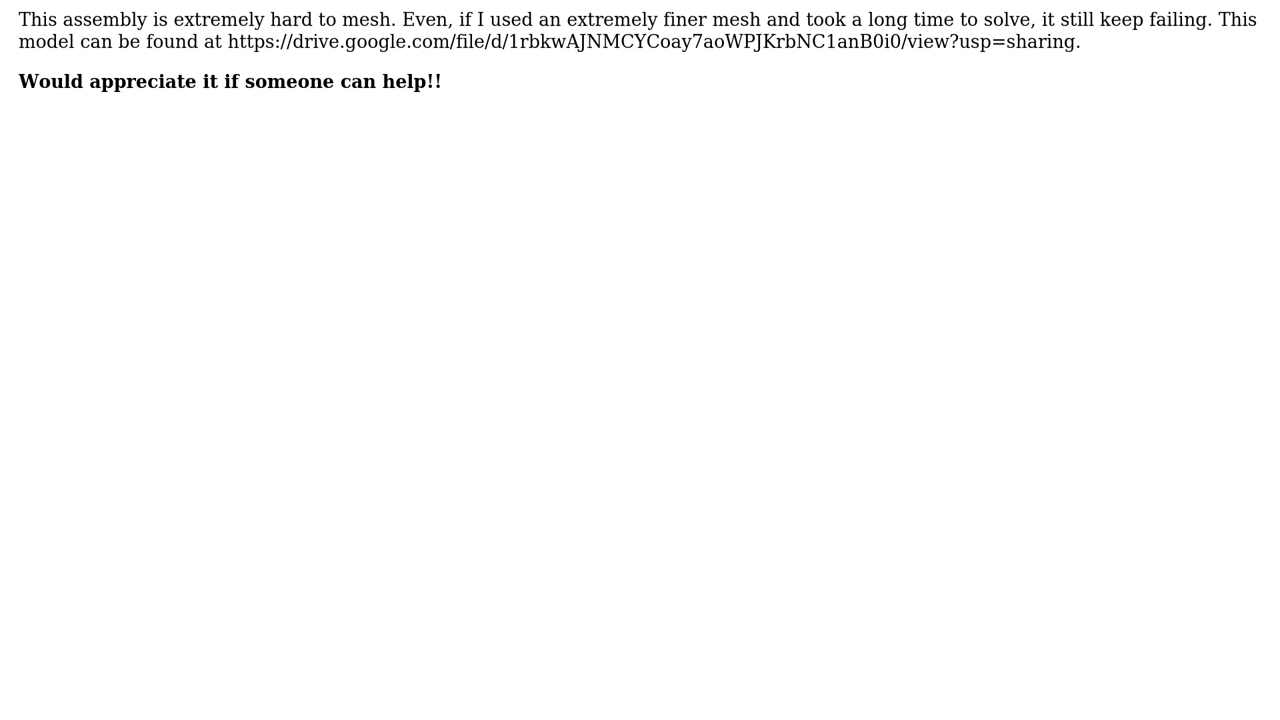 This assembly is extremely hard to mesh. Even, if I used an extremely finer mesh and took a long time to solve, it still keep failing. This
model can be found at https://drive.google.com/file/d/1rbkwAJNMCYCoay7aoWPJKrbNC1anB0i0/view?usp=sharing.
Would appreciate it if someone can help!!